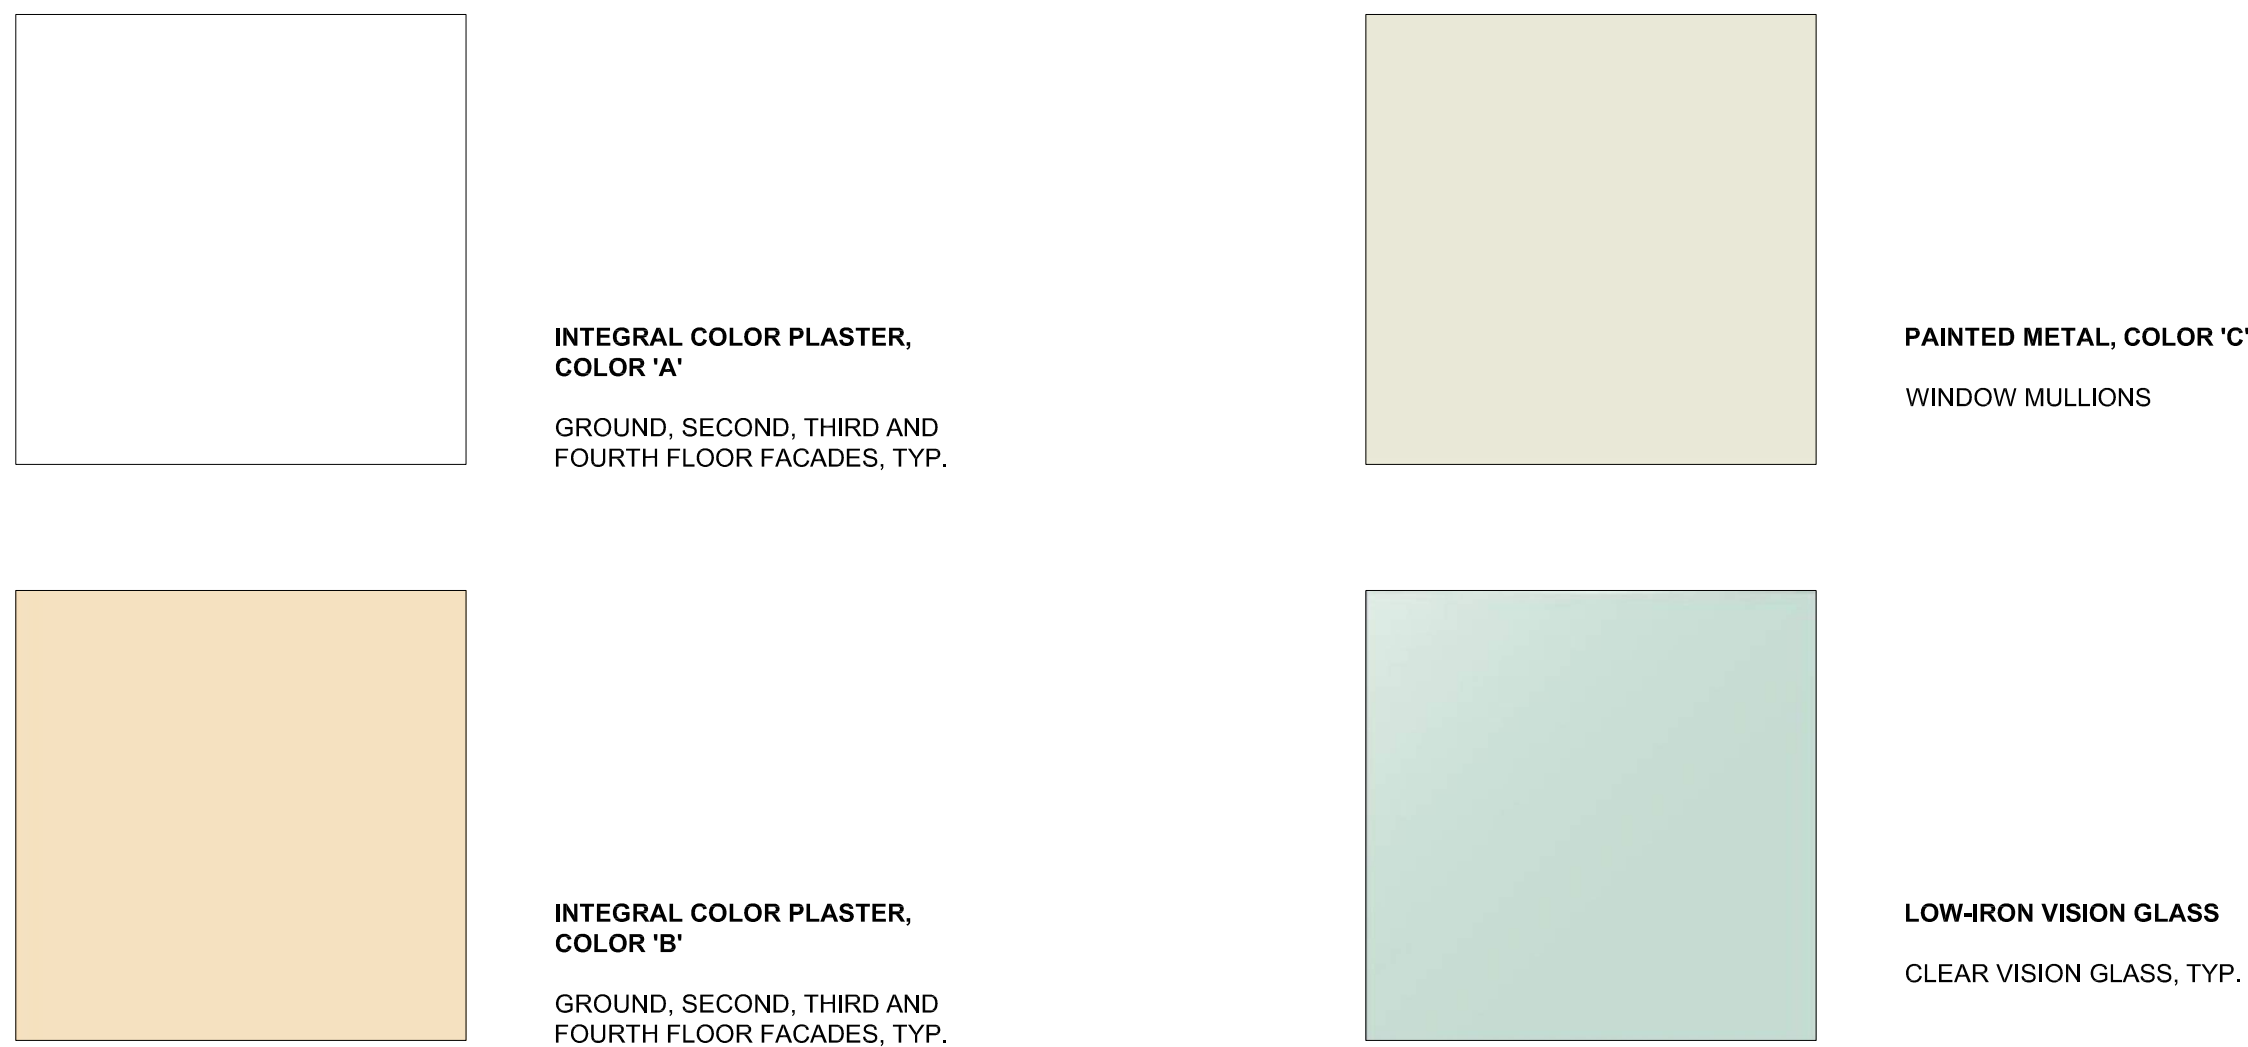 INTEGRAL COLOR PLASTER,
COLOR 'A'
GROUND, SECOND, THIRD AND
FOURTH FLOOR FACADES, TYP.
PAINTED METAL, COLOR 'C'
WINDOW MULLIONS
INTEGRAL COLOR PLASTER,
COLOR 'B'
GROUND, SECOND, THIRD AND
FOURTH FLOOR FACADES, TYP.
LOW-IRON VISION GLASS
CLEAR VISION GLASS, TYP.